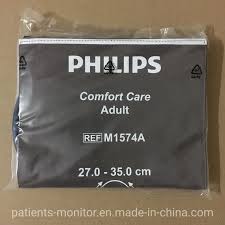 PHILIPS
Comfort Care
Adult
REF M1574A
27.0 - 35.0 cm
patients-monitor.en.made-in-china.com